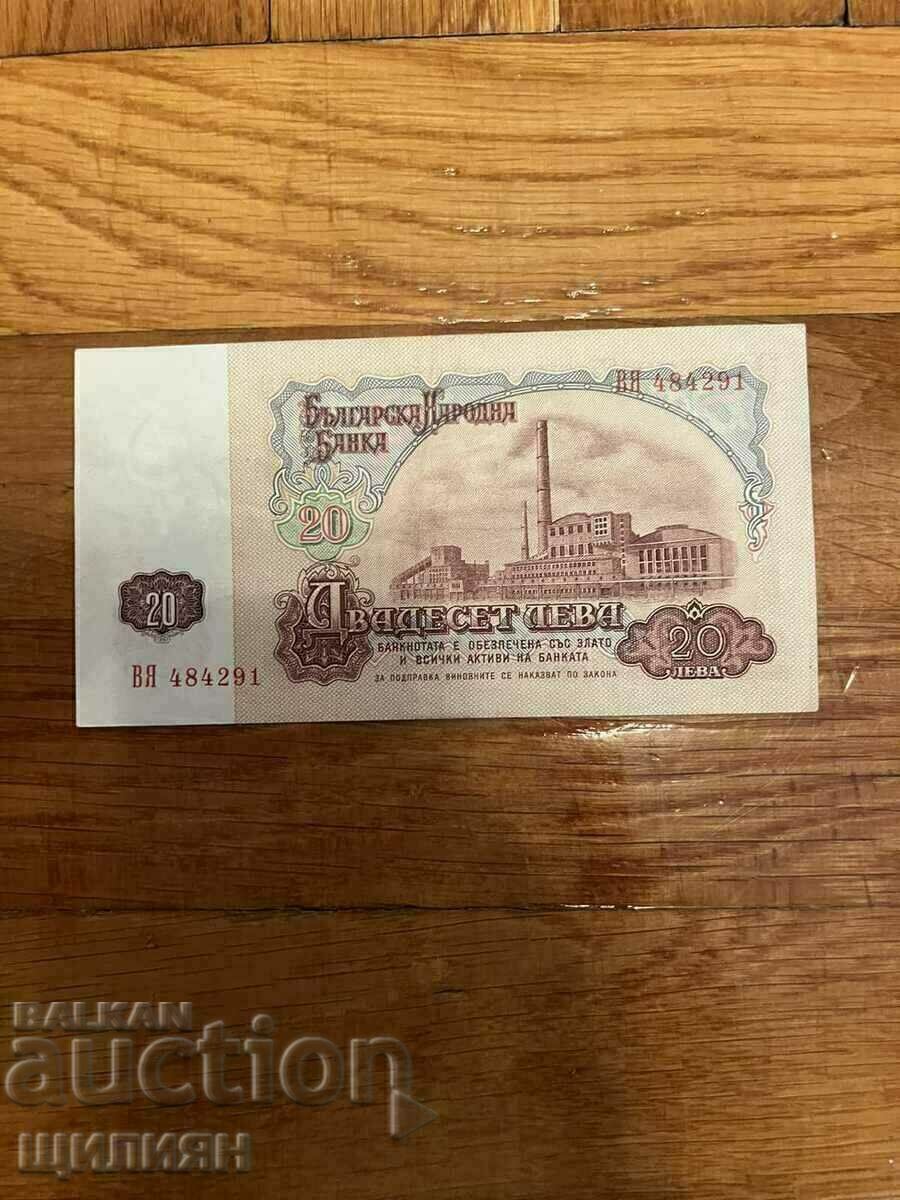 ВЯ 484291
БЪЛГАРСКА НАРОДНА
БАНКА
20
20
ДВАДЕСЕТ ЛЕВА
БАНКНОТАТА Е ОБЕЗПЕЧЕНА СЪС ЗЛАТО
И ВСИЧКИ АКТИВИ НА БАНКАТА
20
ЛЕВА
ВЯ 484291
ЗА ПОДПРАВКА ВИНОВНИТЕ СЕ НАКАЗВАТ ПО ЗАКОНА
BALKAN
auction
ЩИЛИЯН